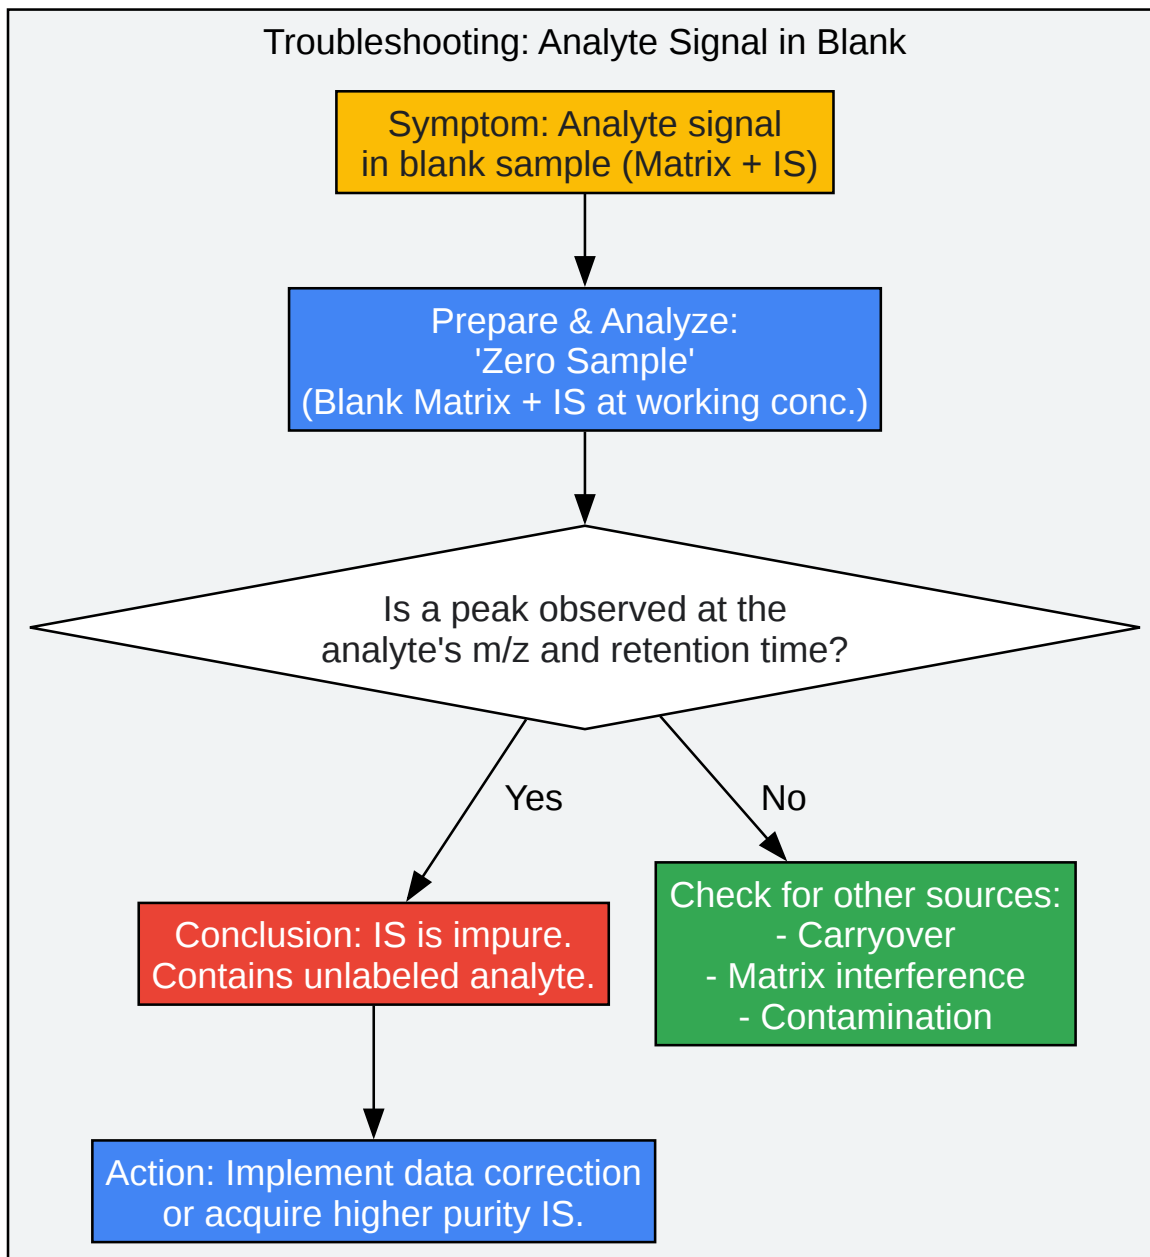 Troubleshooting: Analyte Signal in Blank
Symptom: Analyte signal
in blank sample (Matrix + IS)
Prepare & Analyze:
'Zero Sample'
(Blank Matrix + IS at working conc.)
Is a peak observed at the
analyte's m/z and retention time?
Yes
No
Conclusion: IS is impure.
Contains unlabeled analyte.
Check for other sources:
- Carryover
- Matrix interference
- Contamination
Action: Implement data correction
or acquire higher purity IS.